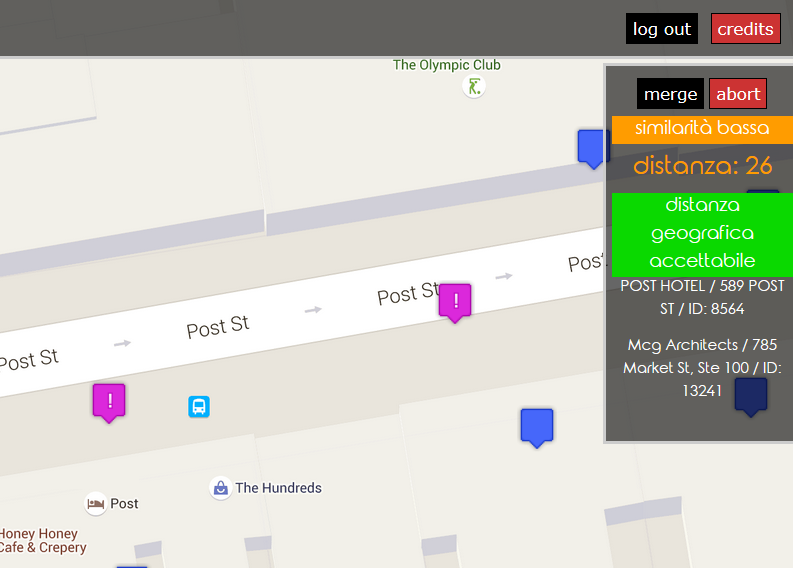 log out credits
The Olympic Club
merge abort
similarità bassa
distanza: 26
distanza
geografica
accettabile
POST HOTEL / 589 POST
ST / ID: 8564
Mcg Architects / 785
Market St, Ste 100 / ID:
13241
Post St
Post St
Post St
Post St
The Hundreds
Post
Honey Honey
Cafe & Crepery